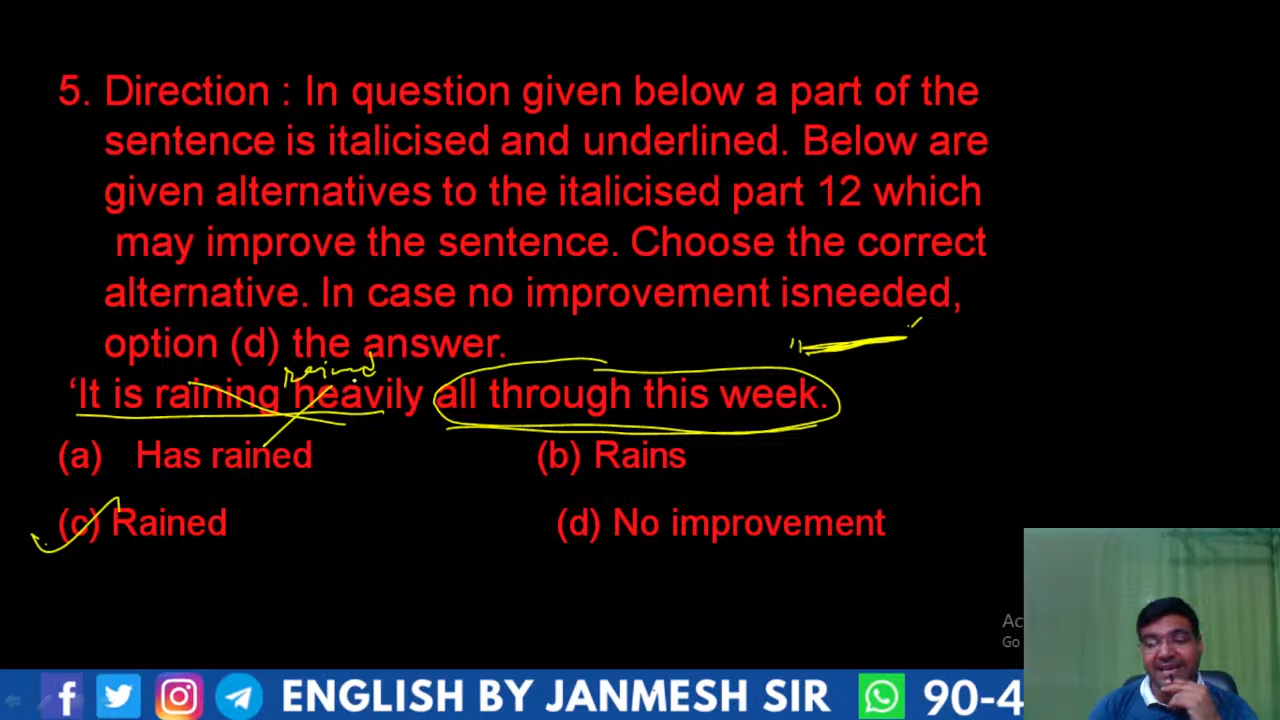 5. Direction : In question given below a part of the
sentence is italicised and underlined. Below are
given alternatives to the italicised part 12 which
may improve the sentence. Choose the correct
alternative. In case no improvement isneeded,
option (d) the answer.
rained
‘It is raining heavily all through this week.
(a) Has rained (b) Rains
(c) Rained (d) No improvement
Ac
Go
ENGLISH BY JANMESH SIR 90-4